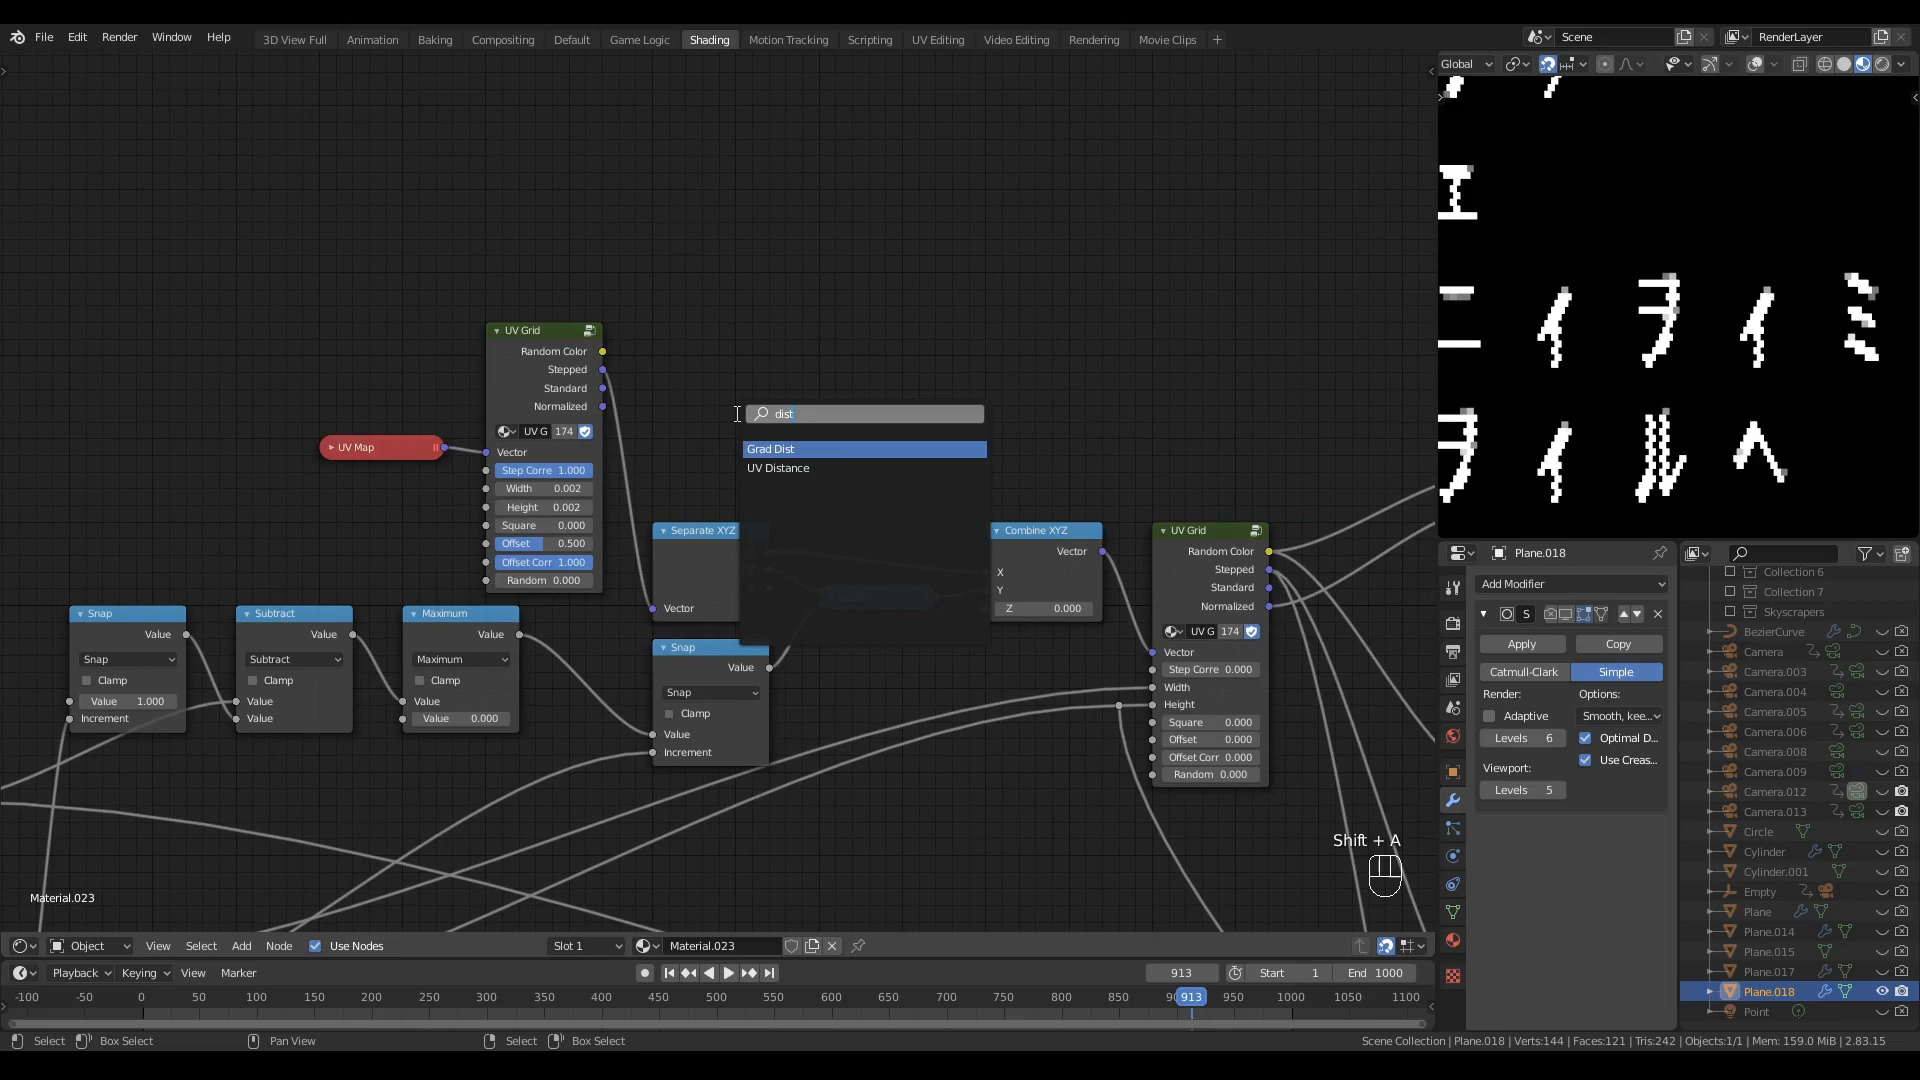 File Edit Render Window Help 3D View Full Animation Baking Compositing Default Game Logic Shading Motion Tracking Scripting UV Editing Video Editing Rendering Movie Clips + Scene RenderLayer
Global
UV Grid
Random Color
Stepped
Standard
Normalized
UV G 174
Vector
Step Corre 1.000
Width 0.002
Height 0.002
Square 0.000
Offset 0.500
Offset Corr 1.000
Random 0.000
UV Map
dist
Grad Dist
UV Distance
Separate XYZ
Vector
Combine XYZ
Vector
X
Y
Z 0.000
UV Grid
Random Color
Stepped
Standard
Normalized
UV G 174
Vector
Step Corre 0.000
Width
Height
Square 0.000
Offset 0.000
Offset Corr 0.000
Random 0.000
Snap
Value
Snap
Clamp
Value 1.000
Increment
Subtract
Value
Subtract
Clamp
Value
Value
Maximum
Value
Maximum
Clamp
Value
Value 0.000
Snap
Value
Snap
Clamp
Value
Increment
Shift + A
Material.023
Plane.018
Add Modifier
S
Apply Copy
Catmull-Clark Simple
Render: Options:
Adaptive Smooth, kee...
Levels 6 Optimal D...
Use Creas...
Viewport:
Levels 5
Collection 6
Collection 7
Skyscrapers
BezierCurve
Camera
Camera.003
Camera.004
Camera.005
Camera.006
Camera.008
Camera.009
Camera.012
Camera.013
Circle
Cylinder
Cylinder.001
Empty
Plane
Plane.014
Plane.015
Plane.017
Plane.018
Point
Object View Select Add Node Use Nodes Slot 1 Material.023
Playback Keying View Marker 913 Start 1 End 1000
-100 -50 0 50 100 150 200 250 300 350 400 450 500 550 600 650 700 750 800 850 913 950 1000 1050 1100
Select Box Select Pan View Select Box Select Scene Collection | Plane.018 | Verts:144 | Faces:121 | Tris:242 | Objects:1/1 | Mem: 159.0 MiB | 2.83.15